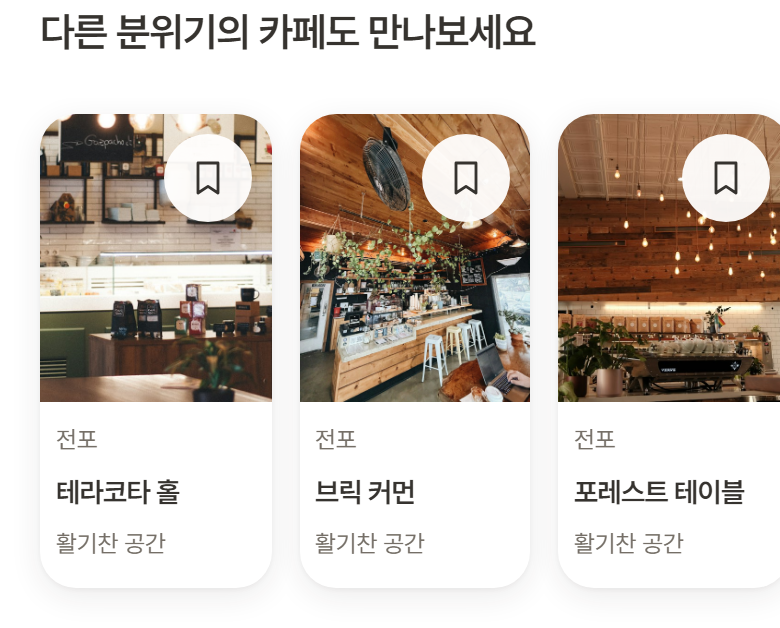 다른 분위기의 카페도 만나보세요
Gazpacho
전포
테라코타 홀
활기찬 공간
전포
브릭 커먼
활기찬 공간
전포
포레스트 테이블
활기찬 공간